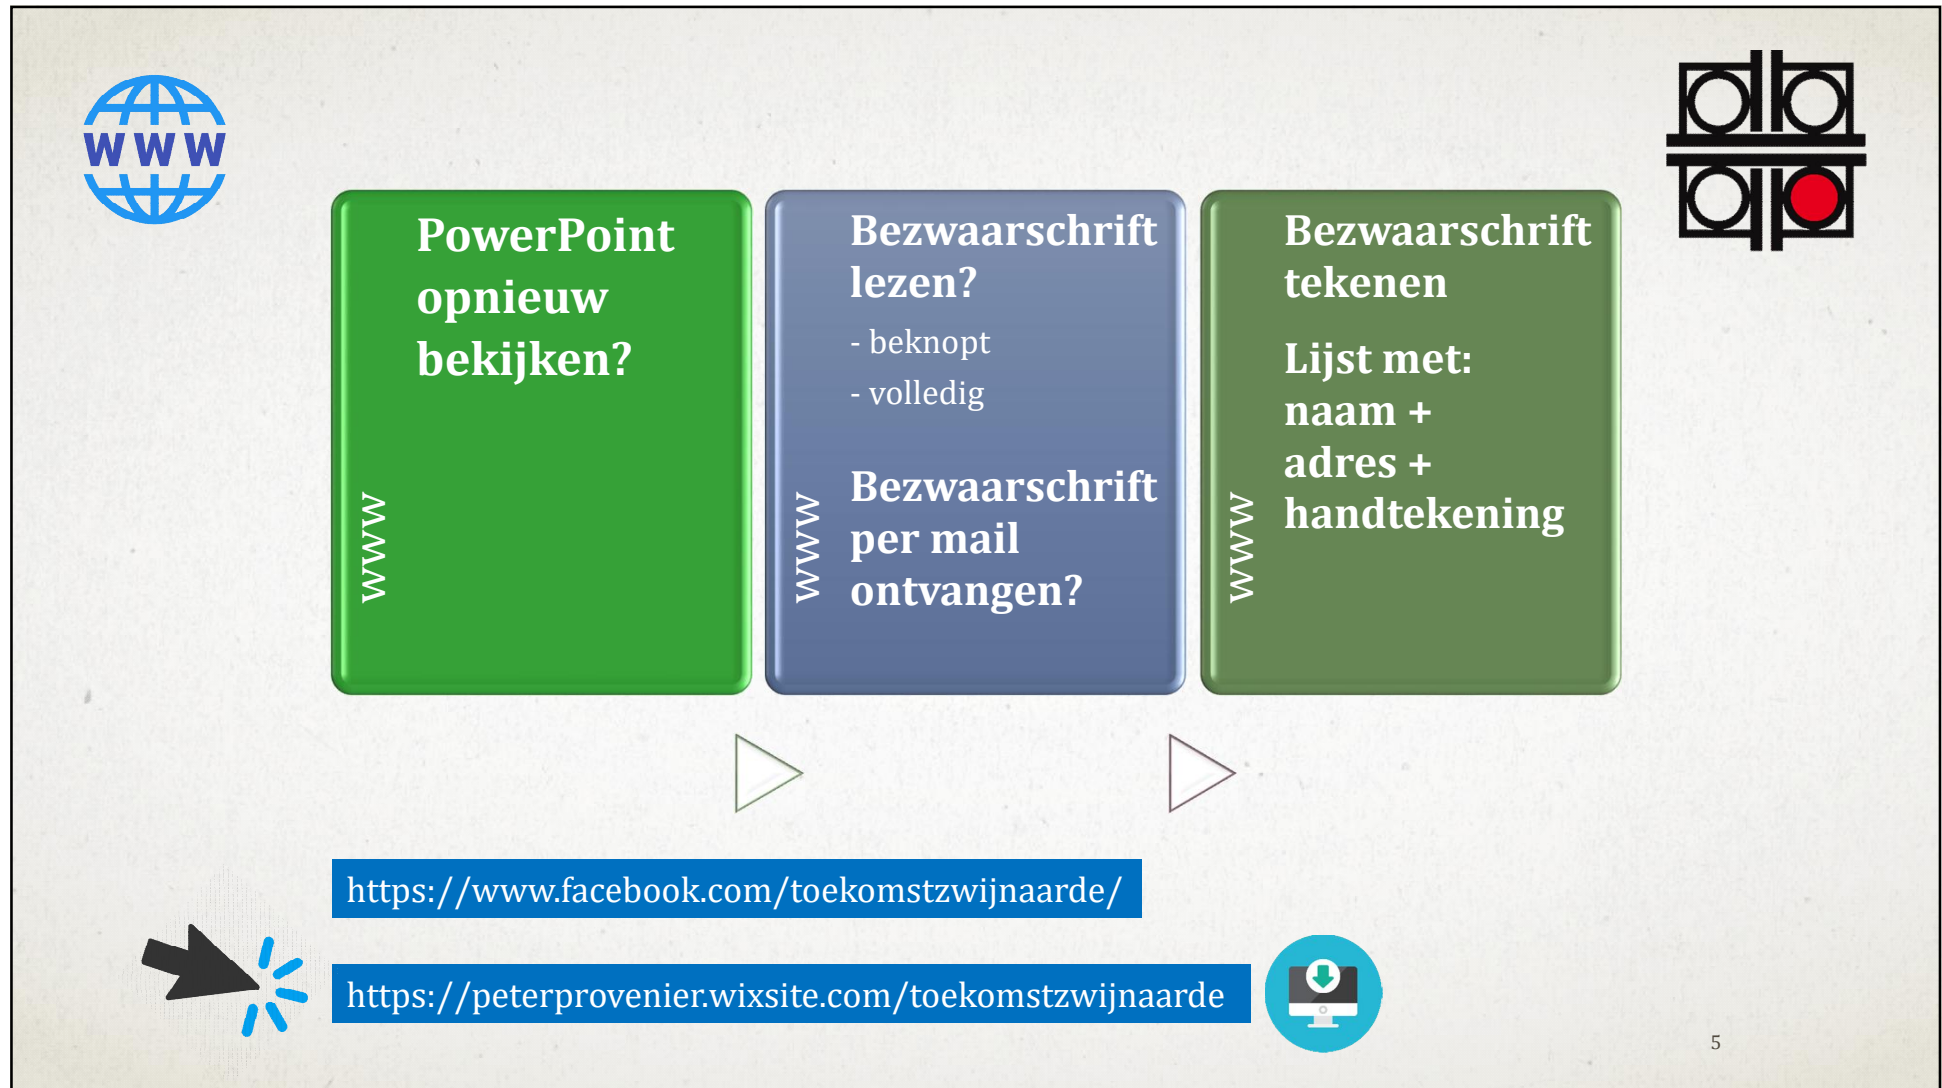 WWW
PowerPoint
opnieuw
bekijken?
www
Bezwaarschrift
lezen?
- beknopt
- volledig
Bezwaarschrift
per mail
ontvangen?
www
Bezwaarschrift
tekenen
Lijst met:
naam +
adres +
handtekening
www
https://www.facebook.com/toekomstzwijnaarde/
https://peterprovenier.wixsite.com/toekomstzwijnaarde
5